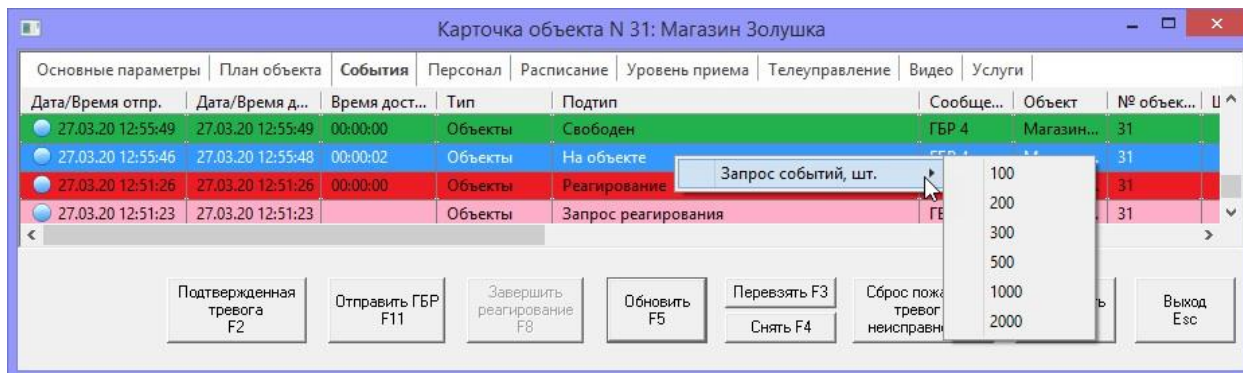 Карточка объекта N 31: Магазин Золушка
Основные параметры План объекта События Персонал Расписание Уровень приема Телеуправление Видео Услуги
Дата/Время отпр. Дата/Время д... Время дост... Тип Подтип Сообще... Объект № объек...
27.03.20 12:55:49 27.03.20 12:55:49 00:00:00 Объекты Свободен ГБР 4 Магазин... 31
27.03.20 12:55:46 27.03.20 12:55:48 00:00:02 Объекты На объекте 31
27.03.20 12:51:26 27.03.20 12:51:26 00:00:00 Объекты Реагирование 31
27.03.20 12:51:23 27.03.20 12:51:23 Объекты Запрос реагирования 31
Запрос событий, шт.
100
200
300
500
1000
2000
Подтвержденная
тревога
F2
Отправить ГБР
F11
Завершить
реагирование
F8
Обновить
F5
Перевзять F3
Снять F4
Сброс
Выход
Esc